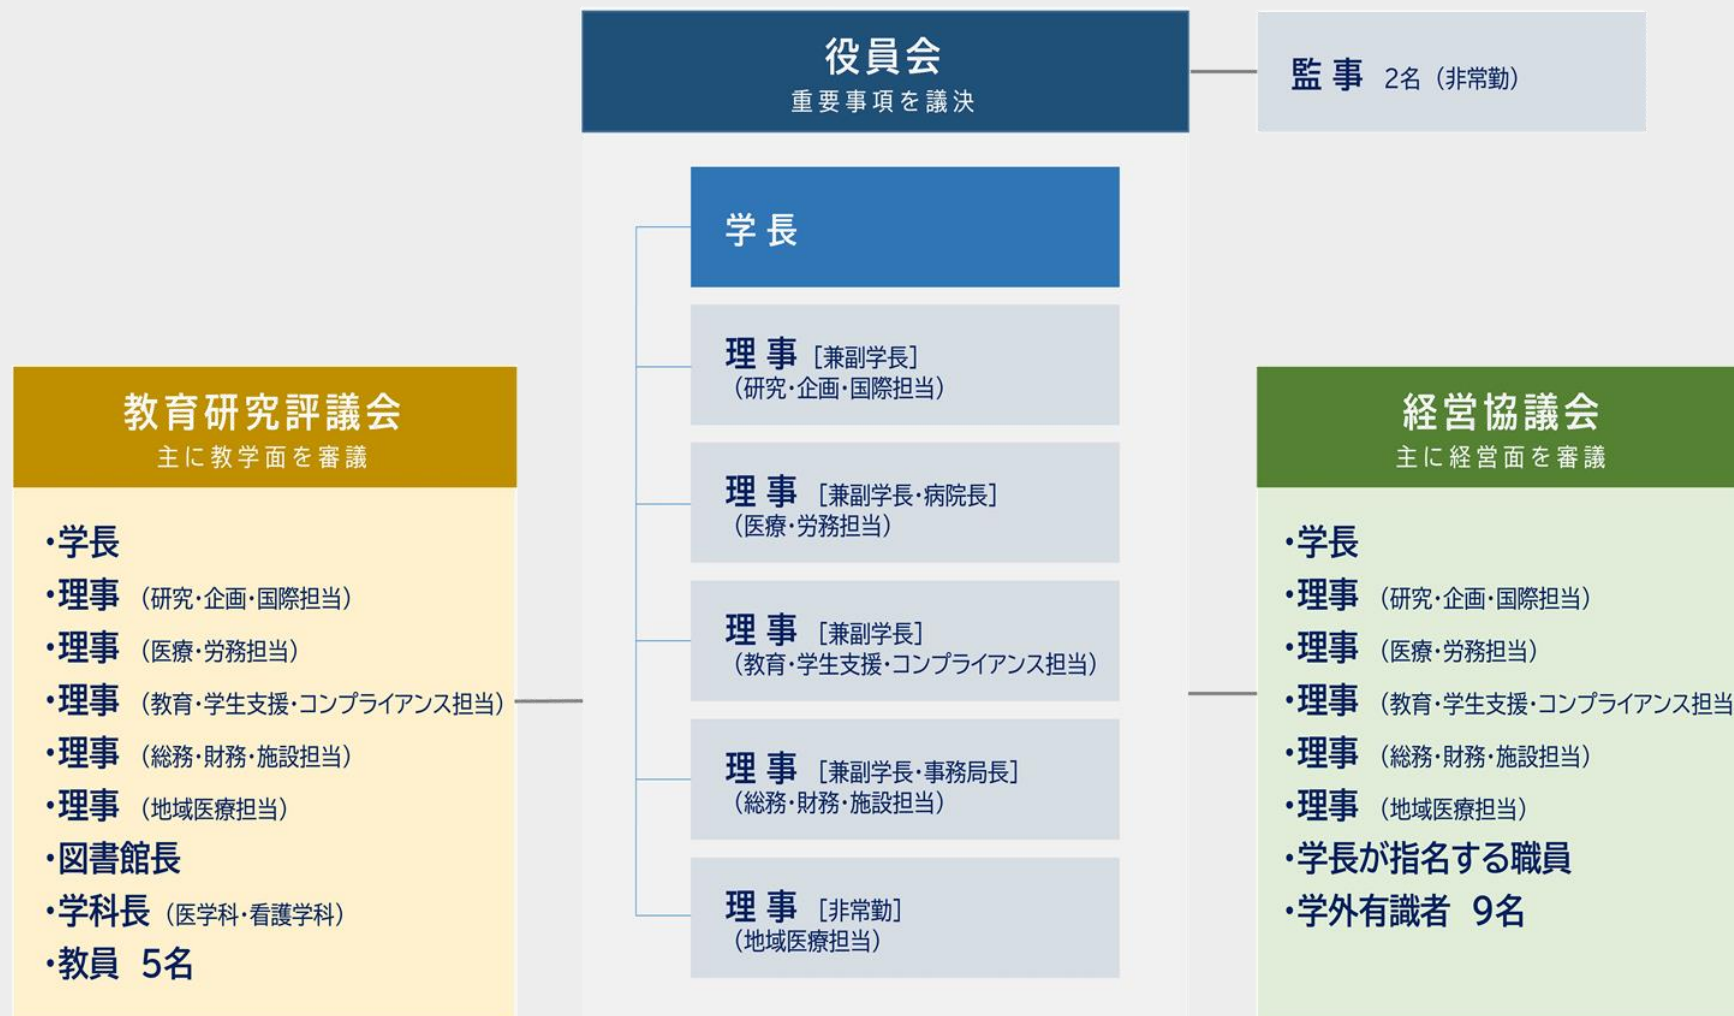 役員会
重要事項を議決
監事 2名（非常勤）
学長
理事［兼副学長］
（研究・企画・国際担当）
理事［兼副学長・病院長］
（医療・労務担当）
理事［兼副学長］
（教育・学生支援・コンプライアンス担当）
理事［兼副学長・事務局長］
（総務・財務・施設担当）
理事［非常勤］
（地域医療担当）
教育研究評議会
主に教学面を審議
・学長
・理事（研究・企画・国際担当）
・理事（医療・労務担当）
・理事（教育・学生支援・コンプライアンス担当）
・理事（総務・財務・施設担当）
・理事（地域医療担当）
・図書館長
・学科長（医学科・看護学科）
・教員 5名
経営協議会
主に経営面を審議
・学長
・理事（研究・企画・国際担当）
・理事（医療・労務担当）
・理事（教育・学生支援・コンプライアンス担当
・理事（総務・財務・施設担当）
・理事（地域医療担当）
・学長が指名する職員
・学外有識者 9名